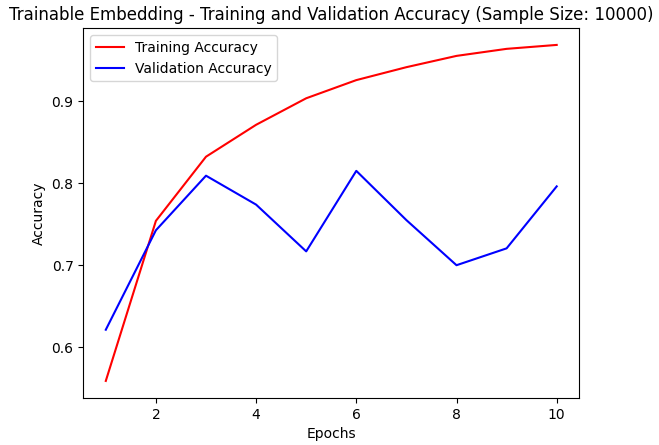 Trainable Embedding - Training and Validation Accuracy (Sample Size: 10000)
Training Accuracy
Validation Accuracy
0.9
0.8
0.7
0.6
Accuracy
2 4 6 8 10
Epochs